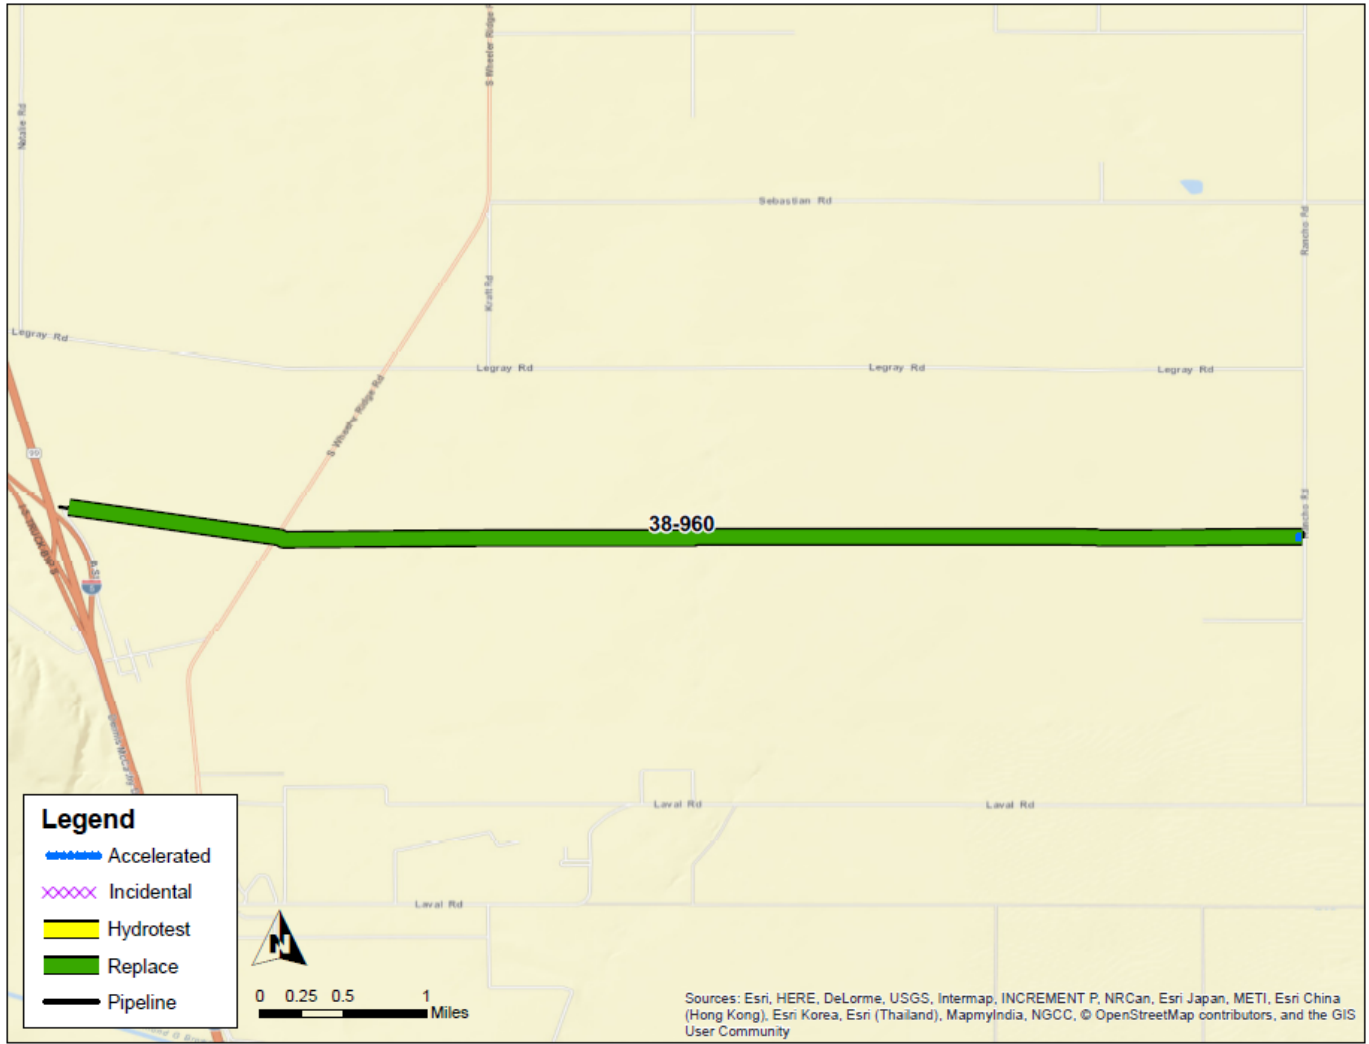 S Wheeler Ridge R
Natalie Rd
Sebastian Rd
Rancho Rd
Kraft Rd
Legray Rd
Legray Rd
Legray Rd
Legray Rd
S Wheeler Ridge Rd
99
38-960
Rancho Rd
5
Laval Rd
Laval Rd
Laval Rd
Legend
Accelerated
Incidental
Hydrotest
Replace
Pipeline
N
0 0.25 0.5 1
Miles
Sources: Esri, HERE, DeLorme, USGS, Intermap, INCREMENT P, NRCan, Esri Japan, METI, Esri China
(Hong Kong), Esri Korea, Esri (Thailand), MapmyIndia, NGCC, © OpenStreetMap contributors, and the GIS
User Community